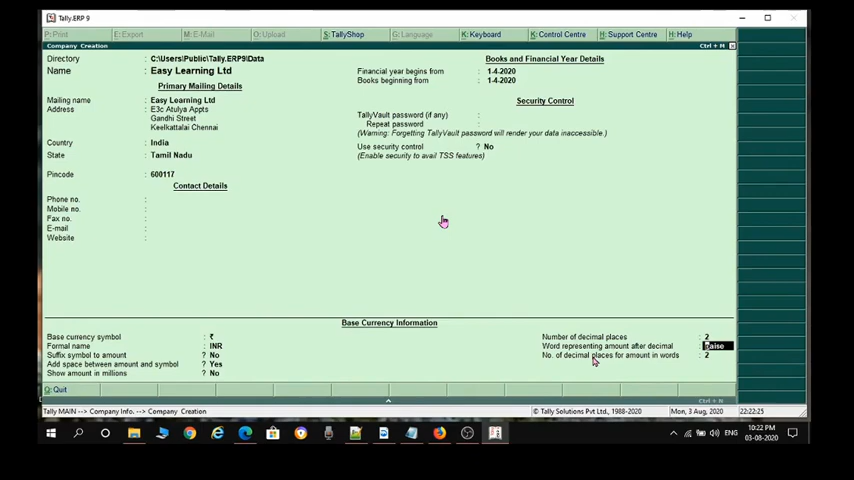 Tally.ERP 9
P:Print E:Export M:E-Mail O:Upload S:TallyShop G:Language K:Keyboard K:Control Centre H:Support Centre H:Help
Company Creation Ctrl + M
Directory : C:\Users\Public\Tally.ERP9\Data
Name : Easy Learning Ltd
Primary Mailing Details
Mailing name : Easy Learning Ltd
Address : E3c Atulya Appts
Gandhi Street
Keelkattalai Chennai
Country : India
State : Tamil Nadu
Pincode : 600117
Contact Details
Phone no. :
Mobile no. :
Fax no. :
E-mail :
Website :
Books and Financial Year Details
Financial year begins from : 1-4-2020
Books beginning from : 1-4-2020
Security Control
TallyVault password (if any) :
Repeat password :
(Warning: Forgetting TallyVault password will render your data inaccessible.)
Use security control ? No
(Enable security to avail TSS features)
Base Currency Information
Base currency symbol : ₹
Formal name : INR
Suffix symbol to amount ? No
Add space between amount and symbol ? Yes
Show amount in millions ? No
Number of decimal places : 2
Word representing amount after decimal : paise
No. of decimal places for amount in words : 2
Q:Quit
Ctrl + N
Tally MAIN --> Company Info. --> Company Creation © Tally Solutions Pvt Ltd., 1988-2020 Mon, 3 Aug, 2020 22:22:25
ENG 10:22 PM
03-08-2020